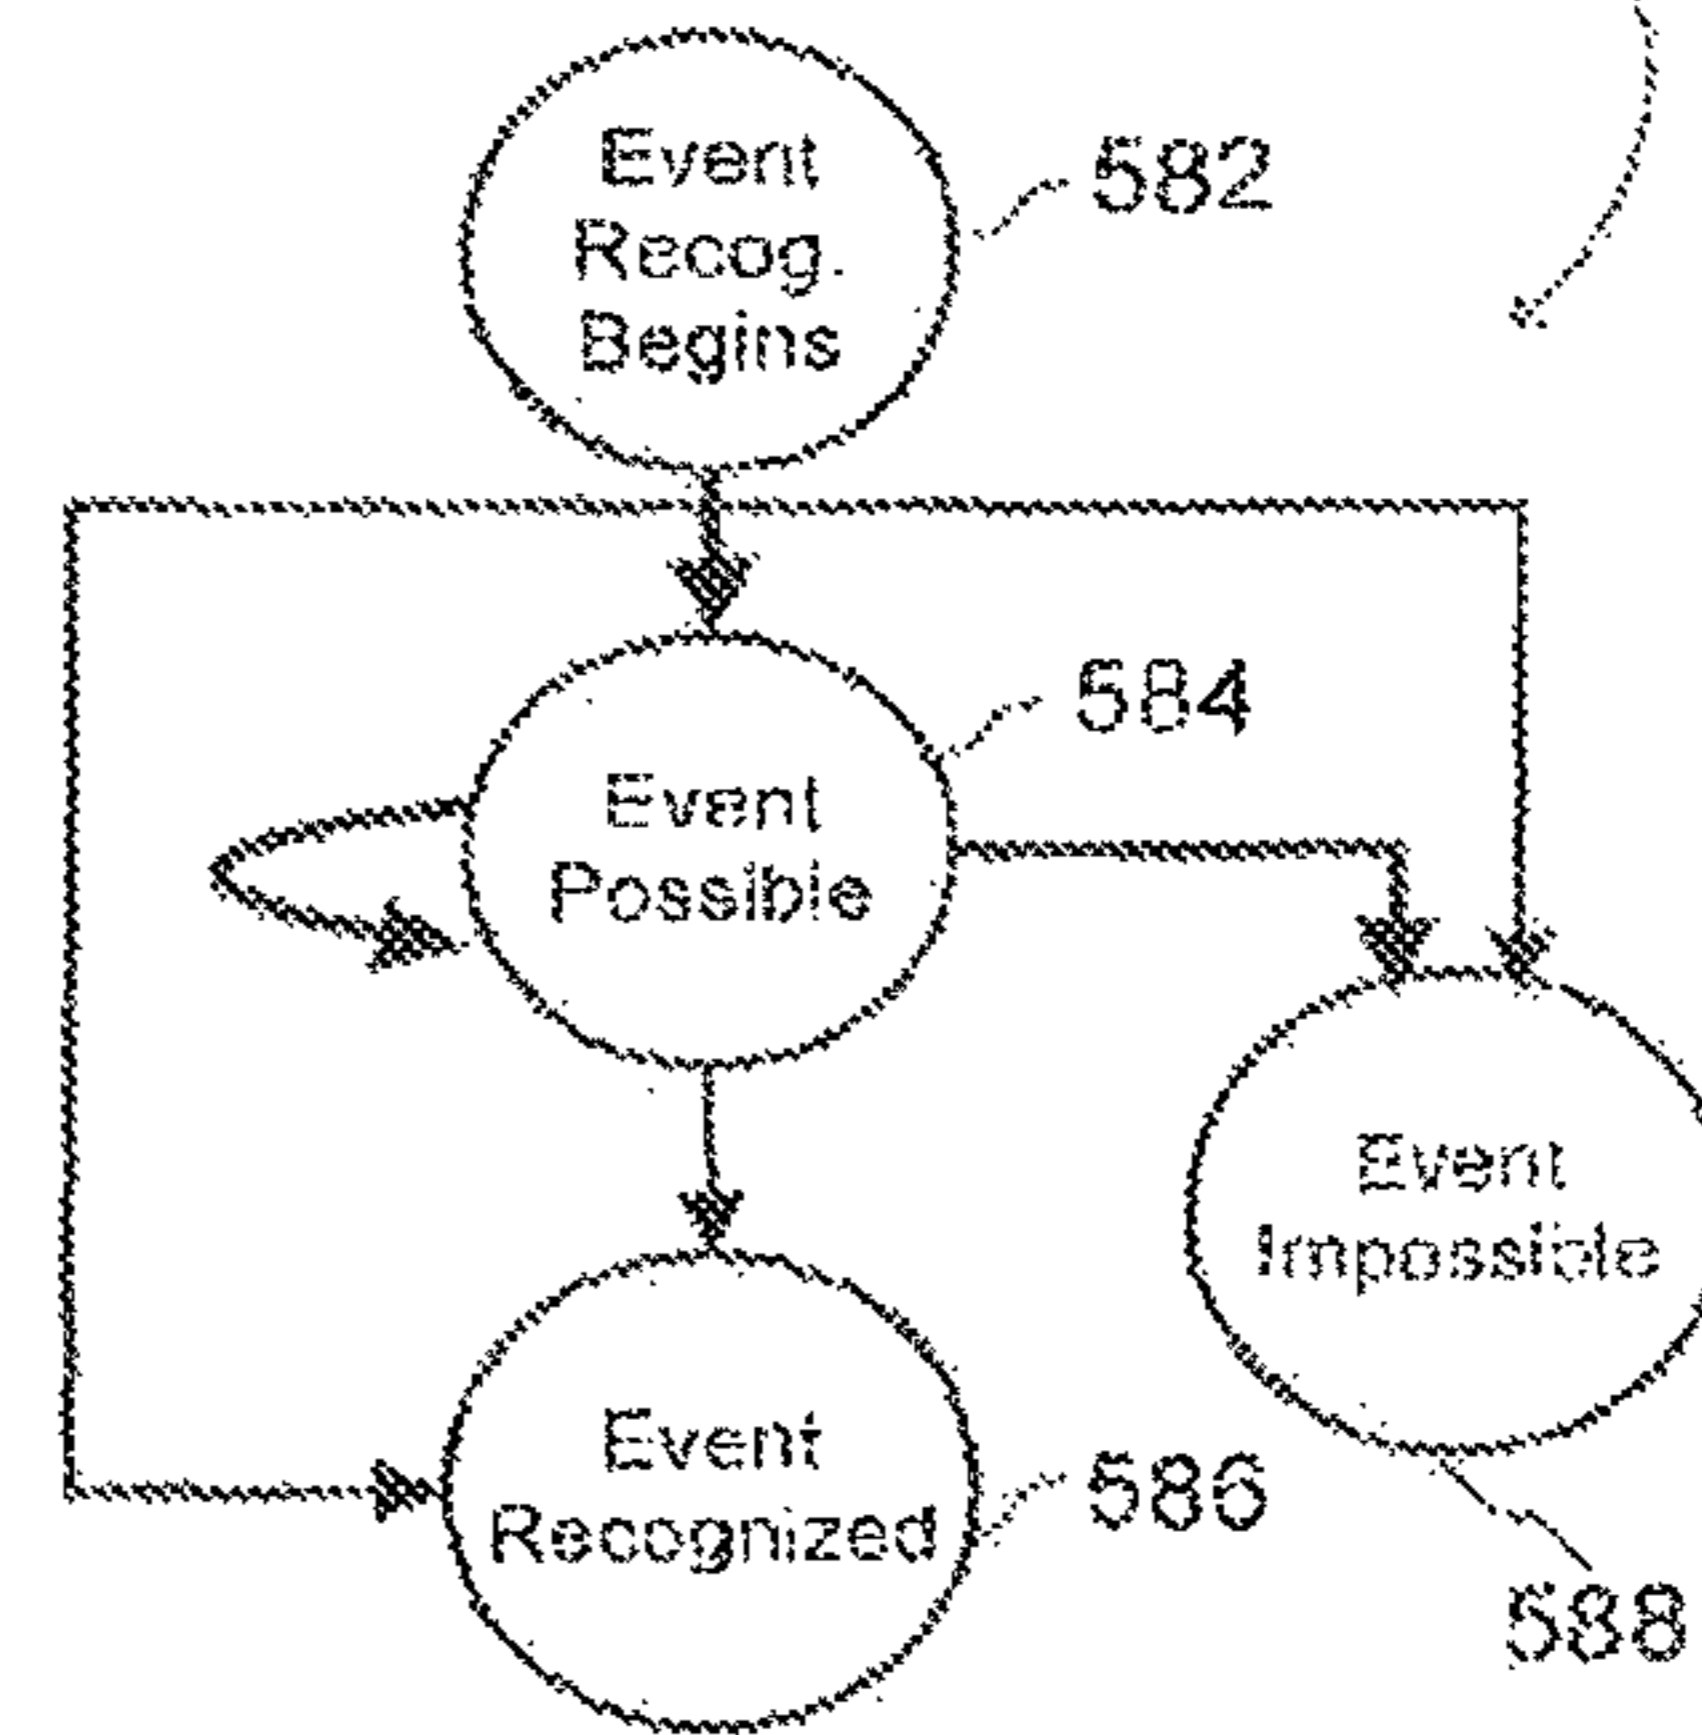 Event
Recog.
Begins
582
584
Event
Possible
Event
Impossible
Event
Recognized
586
588